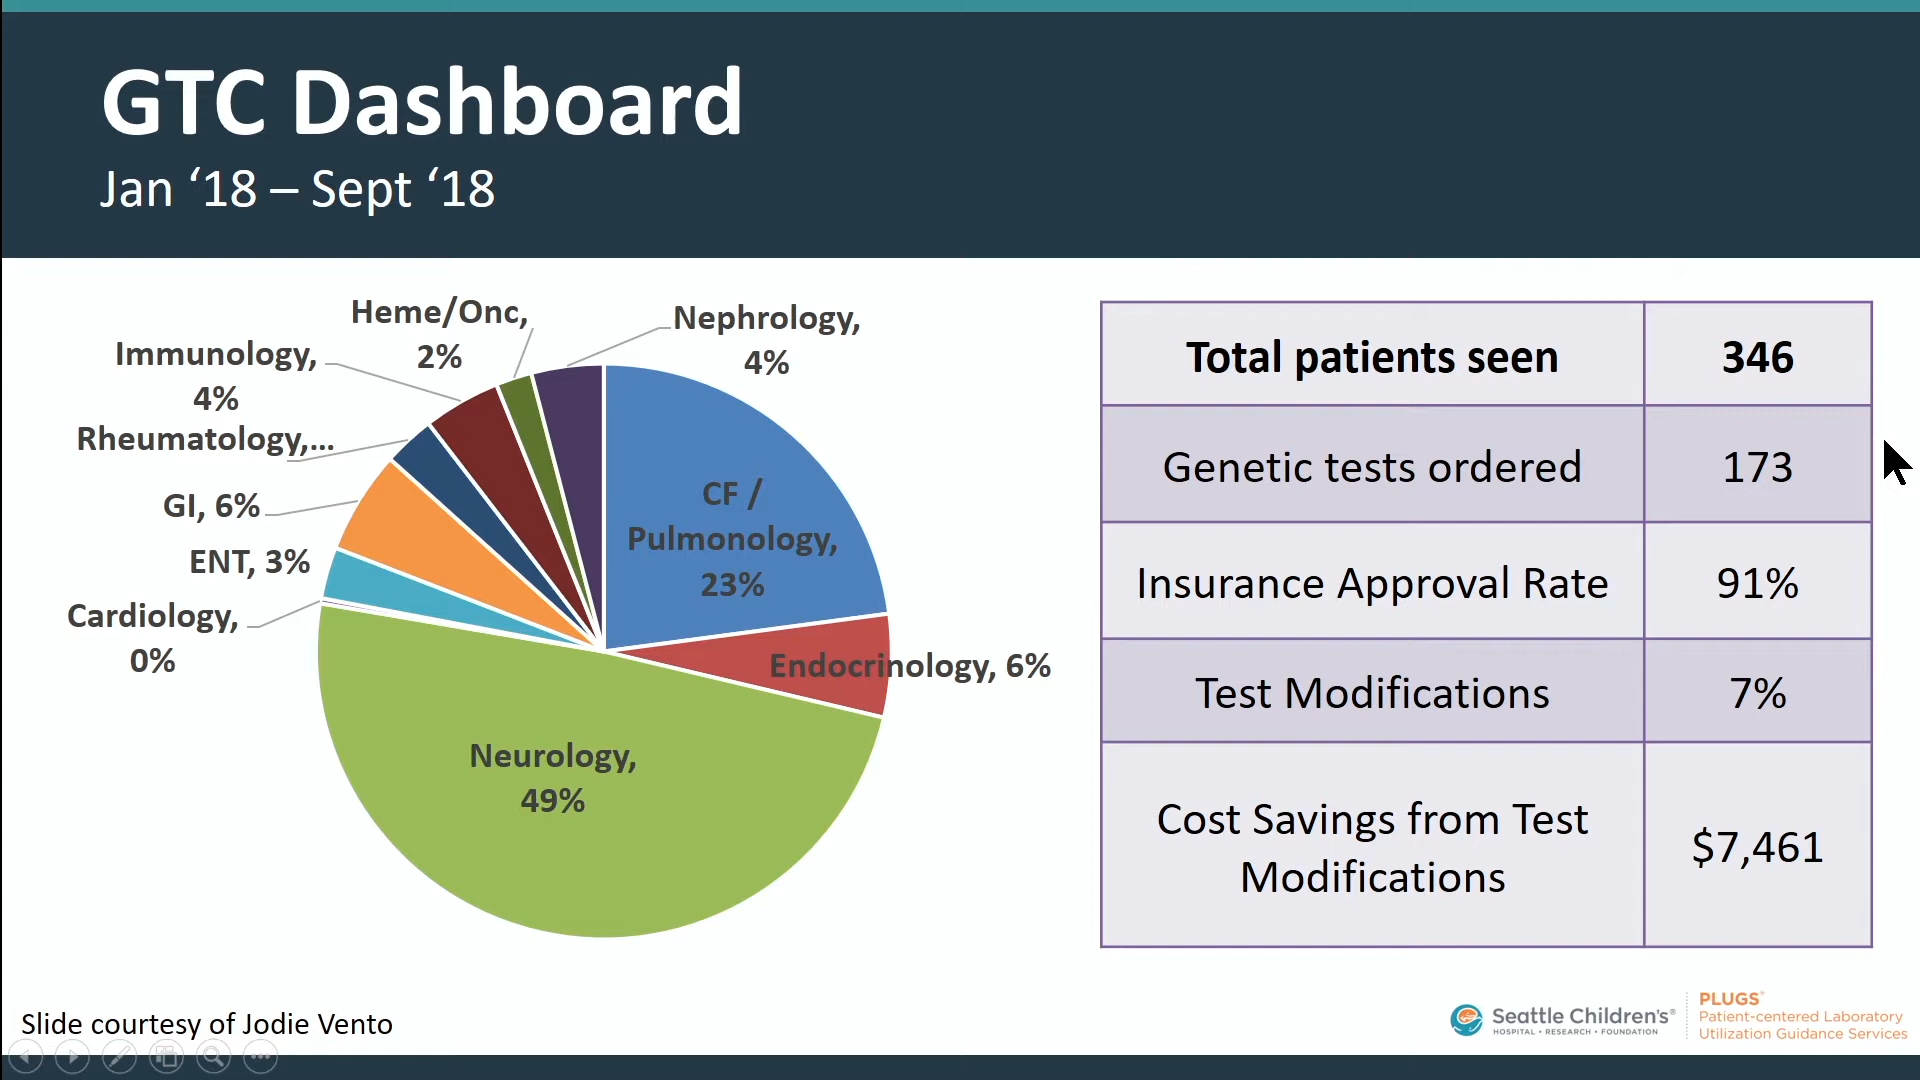 GTC Dashboard
Jan ‘18 – Sept ‘18
Heme/Onc,
2%
Nephrology,
4%
Immunology,
4%
Rheumatology,...
GI, 6%
ENT, 3%
Cardiology,
0%
CF /
Pulmonology,
23%
Endocrinology, 6%
Neurology,
49%
Total patients seen 346
Genetic tests ordered 173
Insurance Approval Rate 91%
Test Modifications 7%
Cost Savings from Test
Modifications $7,461
Slide courtesy of Jodie Vento
Seattle Children's®
HOSPITAL • RESEARCH • FOUNDATION
PLUGS®
Patient-centered Laboratory
Utilization Guidance Services